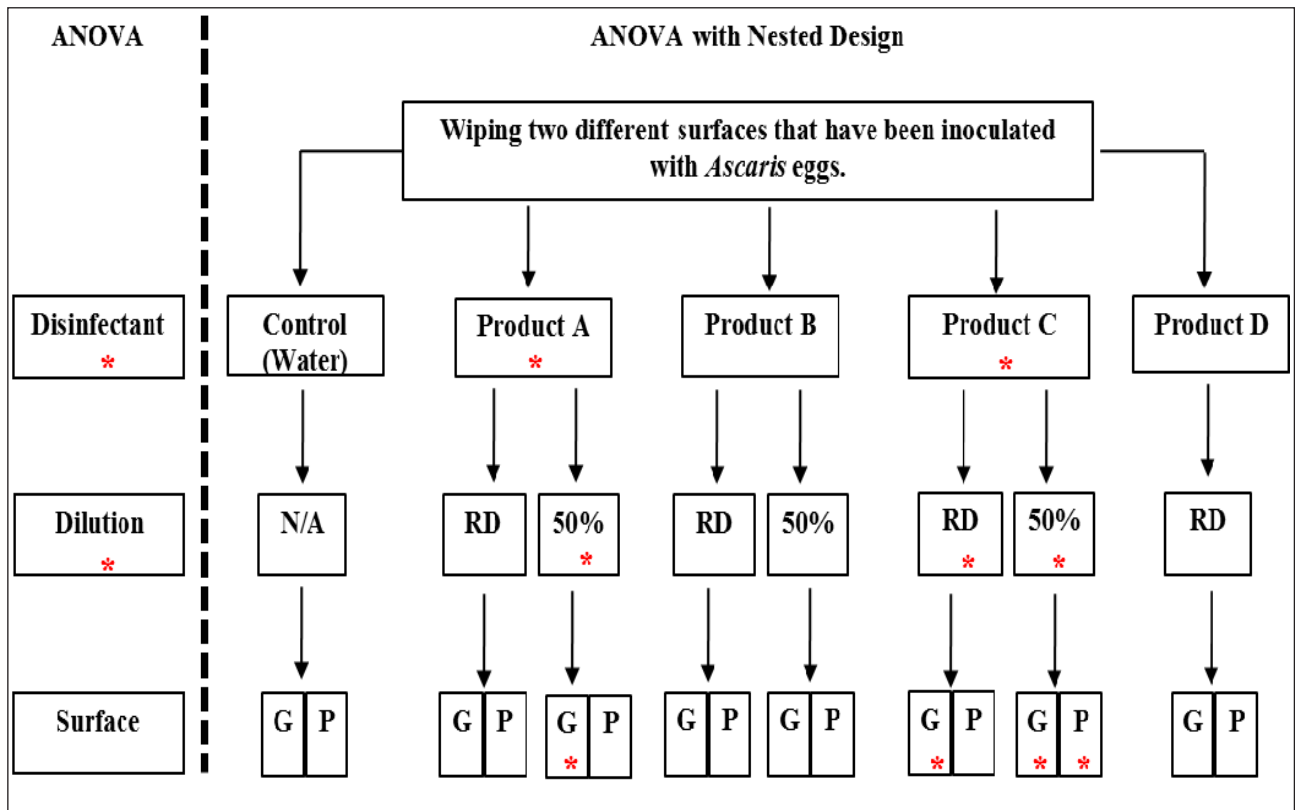 ANOVA
ANOVA with Nested Design
Wiping two different surfaces that have been inoculated
with Ascaris eggs.
Disinfectant
*
Control
(Water)
Product A
*
Product B
Product C
*
Product D
Dilution
*
N/A
RD
50%
*
RD
50%
RD
*
50%
*
RD
Surface
G P
G P
G P
*
G P
G P
G P
*
G P
* *
G P